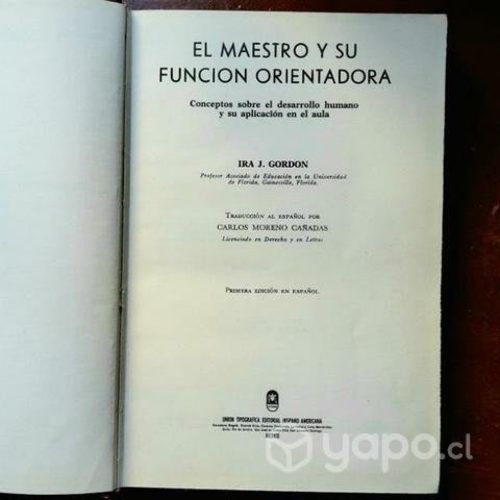 EL MAESTRO Y SU
FUNCION ORIENTADORA
Conceptos sobre el desarrollo humano
y su aplicación en el aula
IRA J. GORDON
Profesor Asociado de Educación en la Universidad
de Florida, Gainesville, Florida.
TRADUCCIÓN AL ESPAÑOL POR
CARLOS MORENO CAÑADAS
Licenciado en Derecho y en Letras
PRIMERA EDICIÓN EN ESPAÑOL
UNION TIPOGRAFICA EDITORIAL HISPANO AMERICANA
yapo.cl